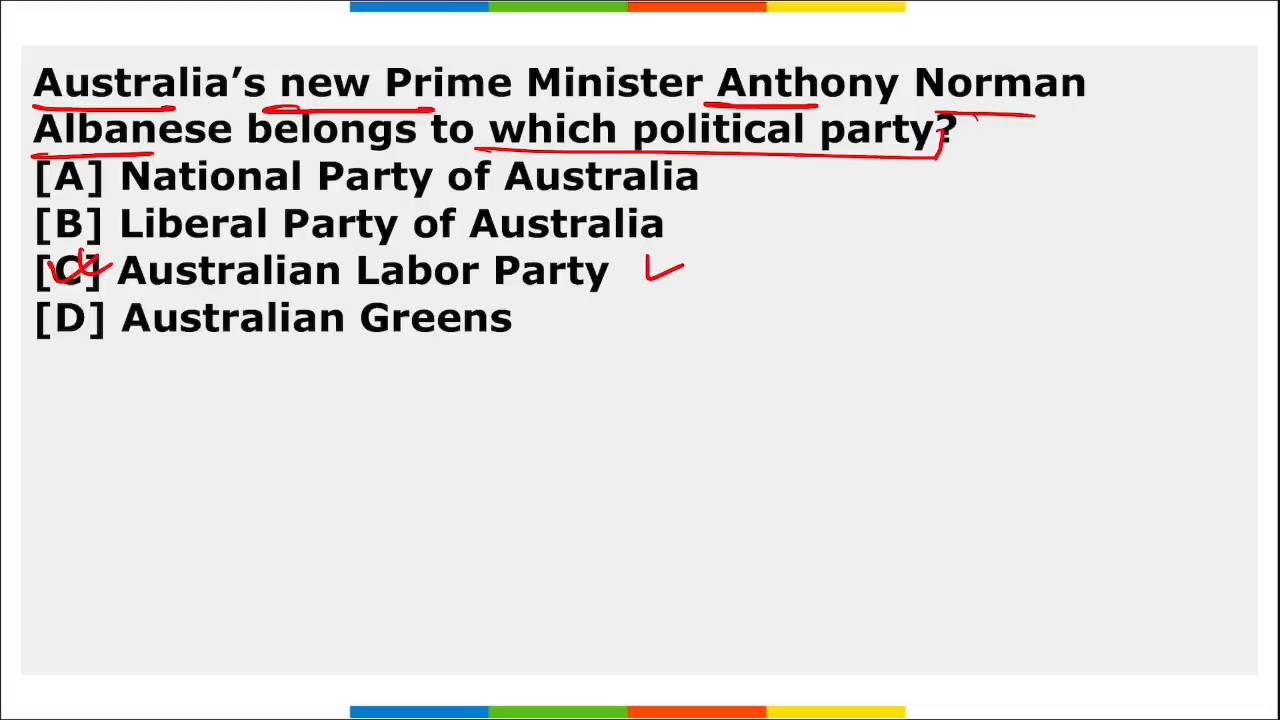 Australia’s new Prime Minister Anthony Norman
Albanese belongs to which political party?
[A] National Party of Australia
[B] Liberal Party of Australia
[C] Australian Labor Party
[D] Australian Greens